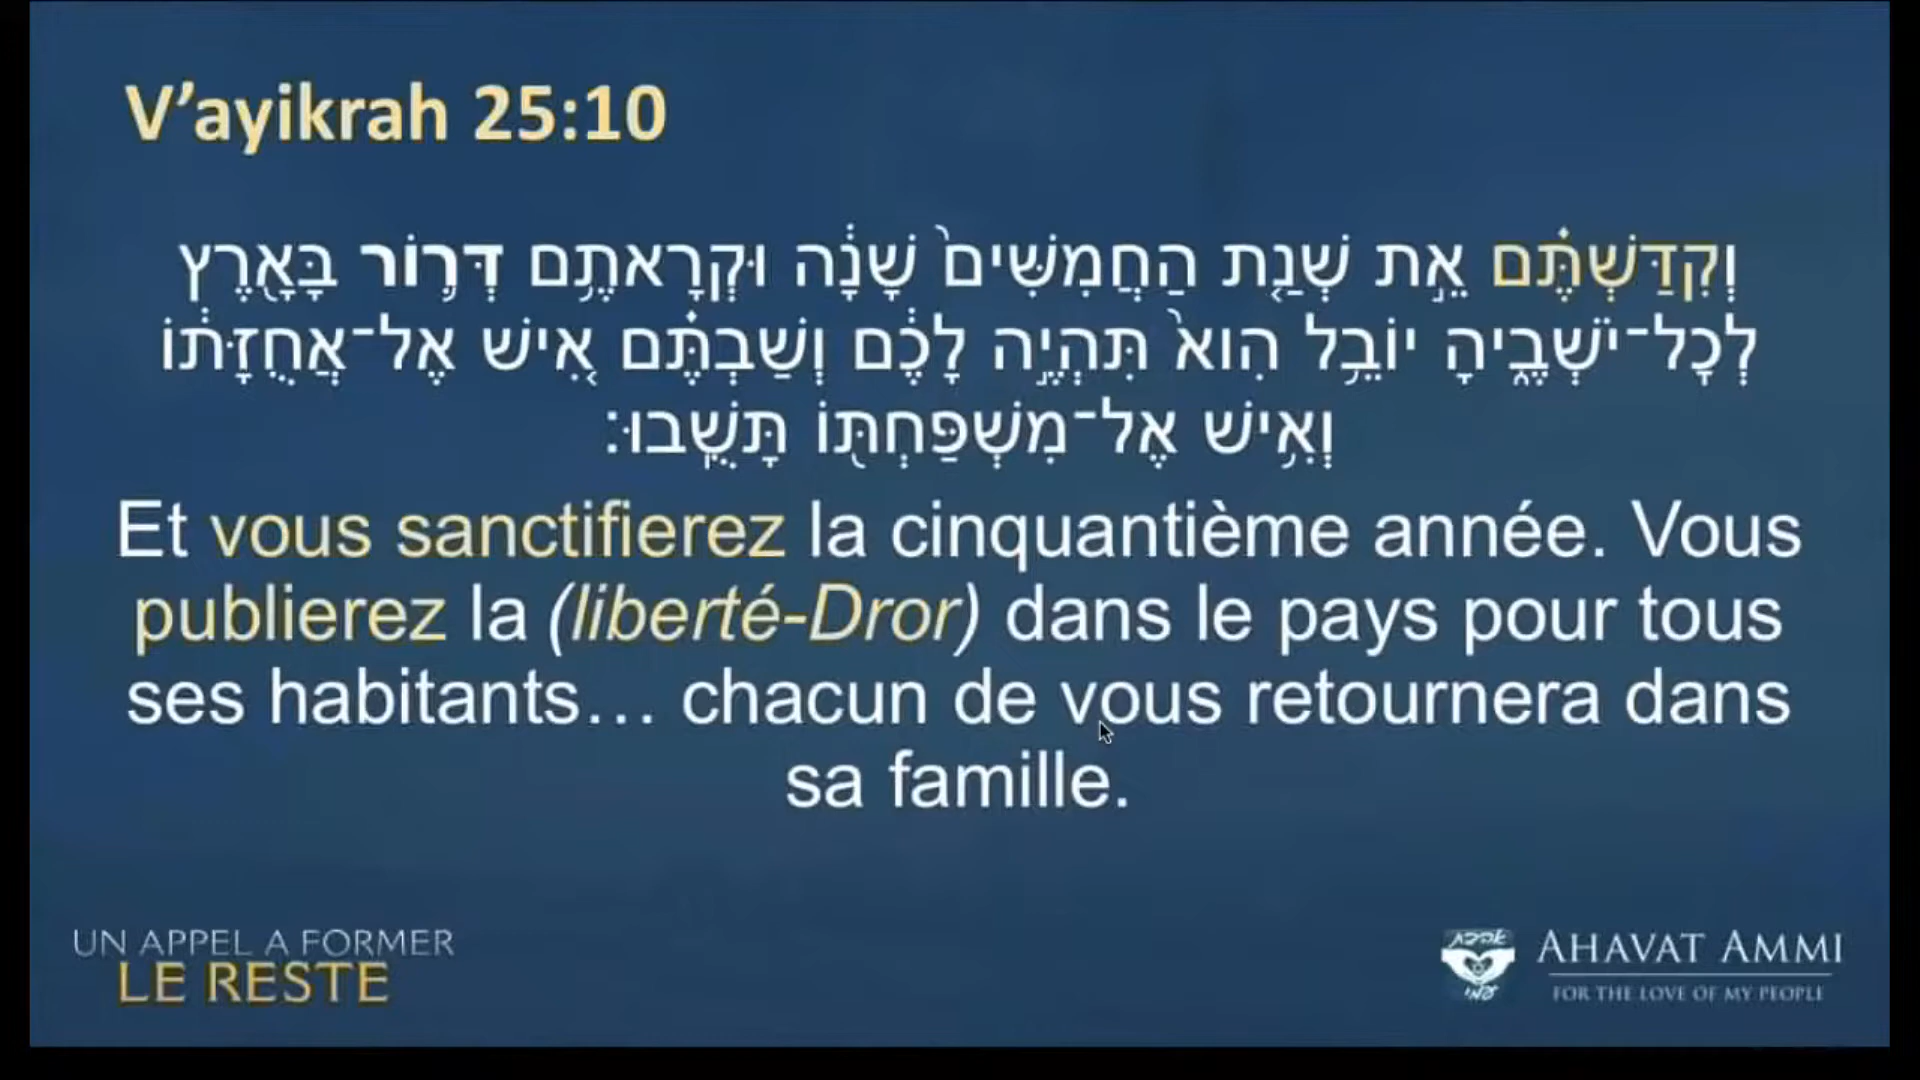 V’ayikrah 25:10
וְקִדַּשְׁתֶּ֗ם אֵ֣ת שְׁנַ֤ת הַחֲמִשִּׁים֙ שָׁנָ֔ה וּקְרָאתֶ֥ם דְּר֛וֹר בָּאָ֖רֶץ
לְכָל־יֹשְׁבֶ֑יהָ יוֹבֵ֥ל הִוא֙ תִּהְיֶ֣ה לָכֶ֔ם וְשַׁבְתֶּ֗ם אִ֚ישׁ אֶל־אֲחֻזָּת֔וֹ
וְאִ֥ישׁ אֶל־מִשְׁפַּחְתּ֖וֹ תָּשֻֽׁבוּ׃
Et vous sanctifierez la cinquantième année. Vous
publierez la (liberté-Dror) dans le pays pour tous
ses habitants… chacun de vous retournera dans
sa famille.
UN APPEL A FORMER
LE RESTE
אהבת
עמי
AHAVAT AMMI
FOR THE LOVE OF MY PEOPLE